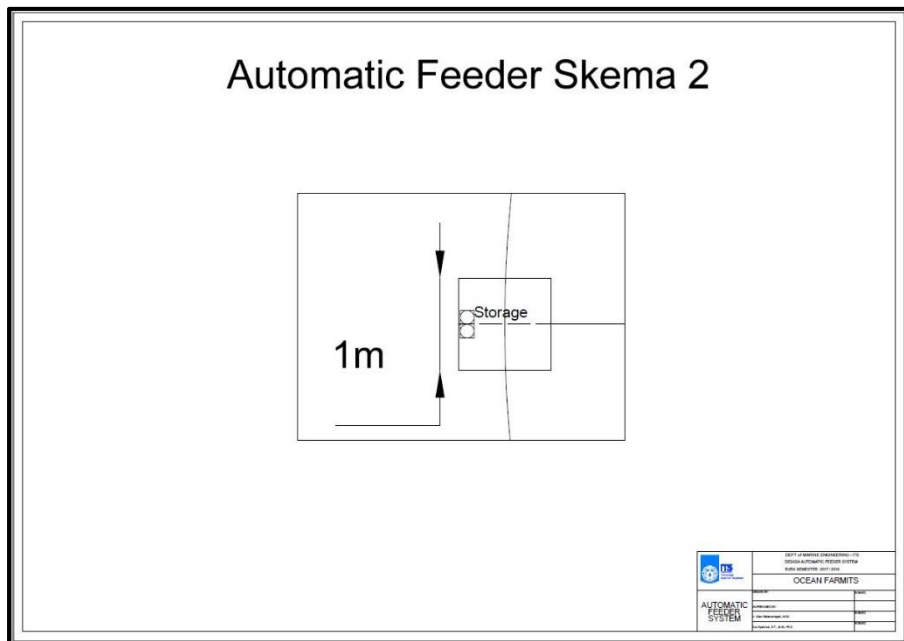 Automatic Feeder Skema 2
Storage
1m
DEPT of MARINE ENGINEERING - ITS
DESIGN AUTOMATIC FEEDER SYSTEM
ITS
OCEAN FARMITS
AUTOMATIC
FEEDER
SYSTEM